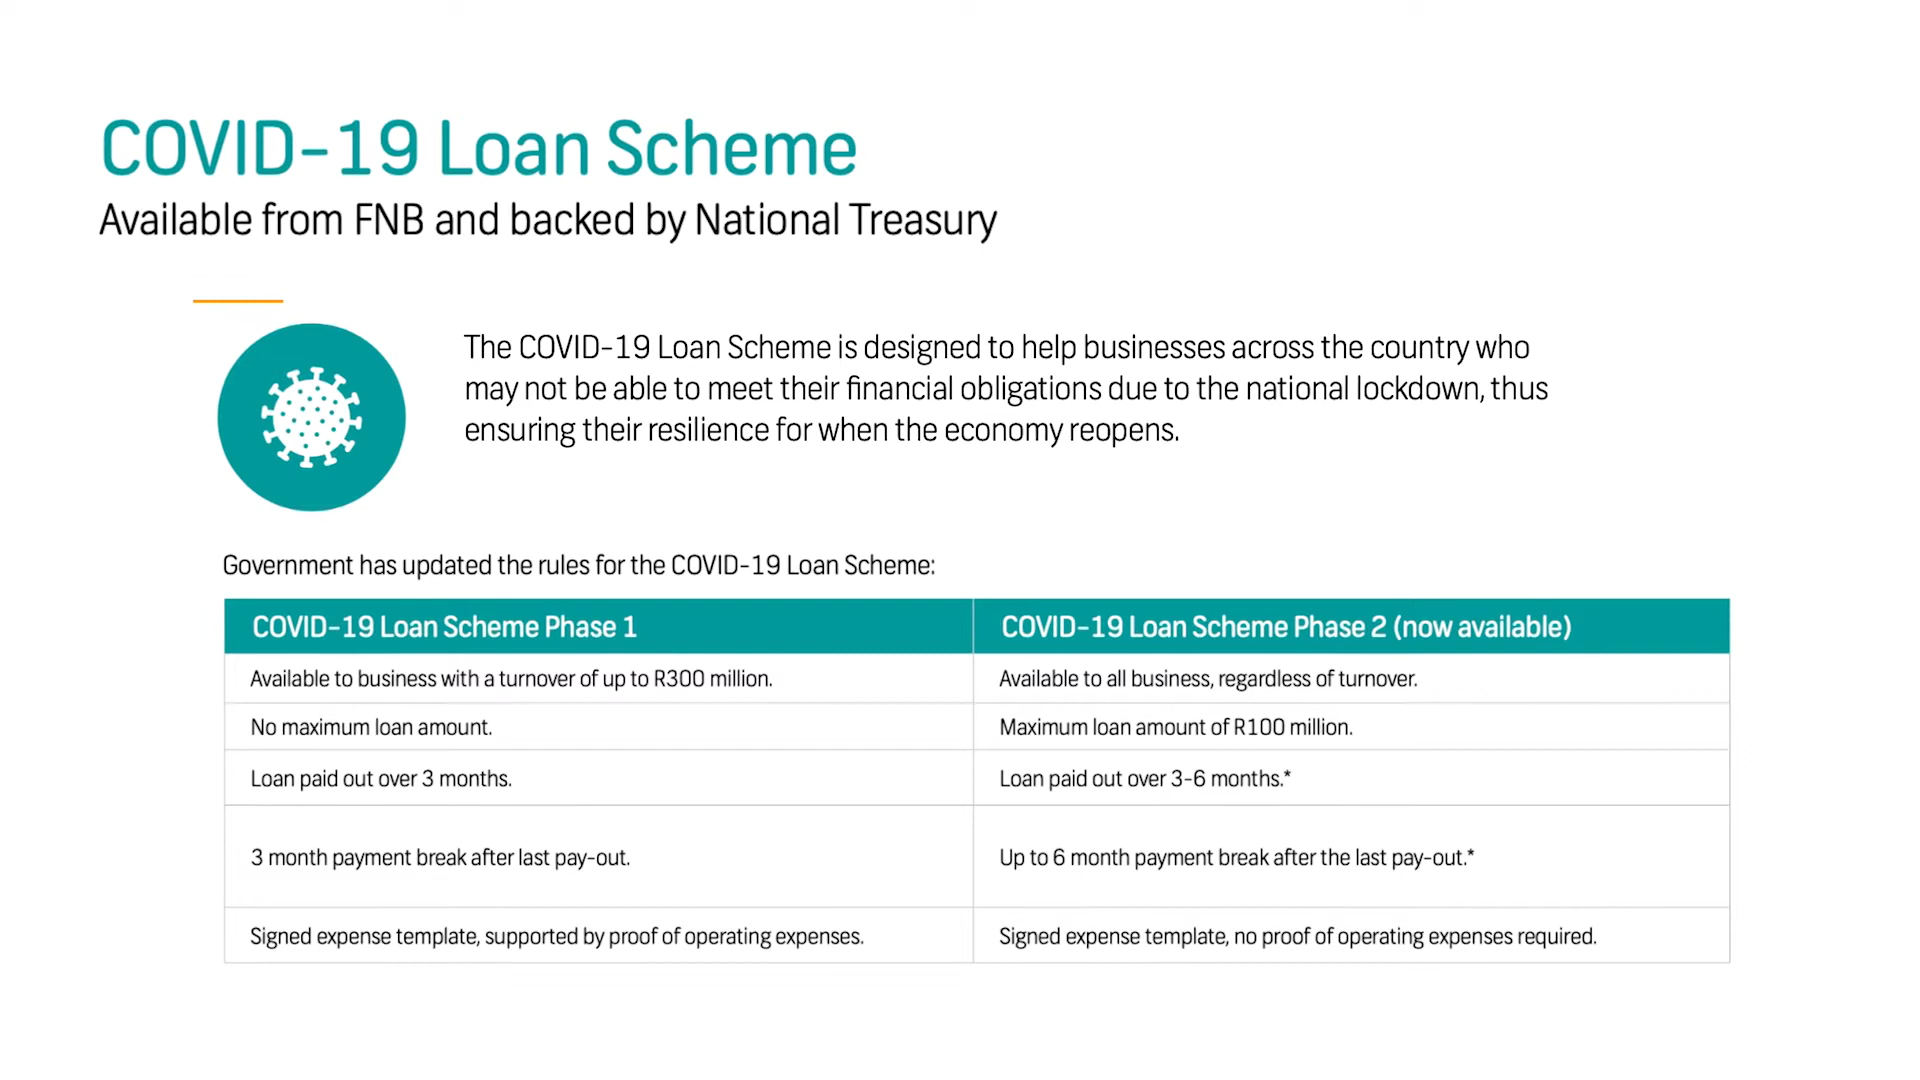 COVID-19 Loan Scheme
Available from FNB and backed by National Treasury
The COVID-19 Loan Scheme is designed to help businesses across the country who
may not be able to meet their financial obligations due to the national lockdown, thus
ensuring their resilience for when the economy reopens.
Government has updated the rules for the COVID-19 Loan Scheme:
COVID-19 Loan Scheme Phase 1
COVID-19 Loan Scheme Phase 2 (now available)
Available to business with a turnover of up to R300 million.
Available to all business, regardless of turnover.
No maximum loan amount.
Maximum loan amount of R100 million.
Loan paid out over 3 months.
Loan paid out over 3-6 months.*
3 month payment break after last pay-out.
Up to 6 month payment break after the last pay-out.*
Signed expense template, supported by proof of operating expenses.
Signed expense template, no proof of operating expenses required.